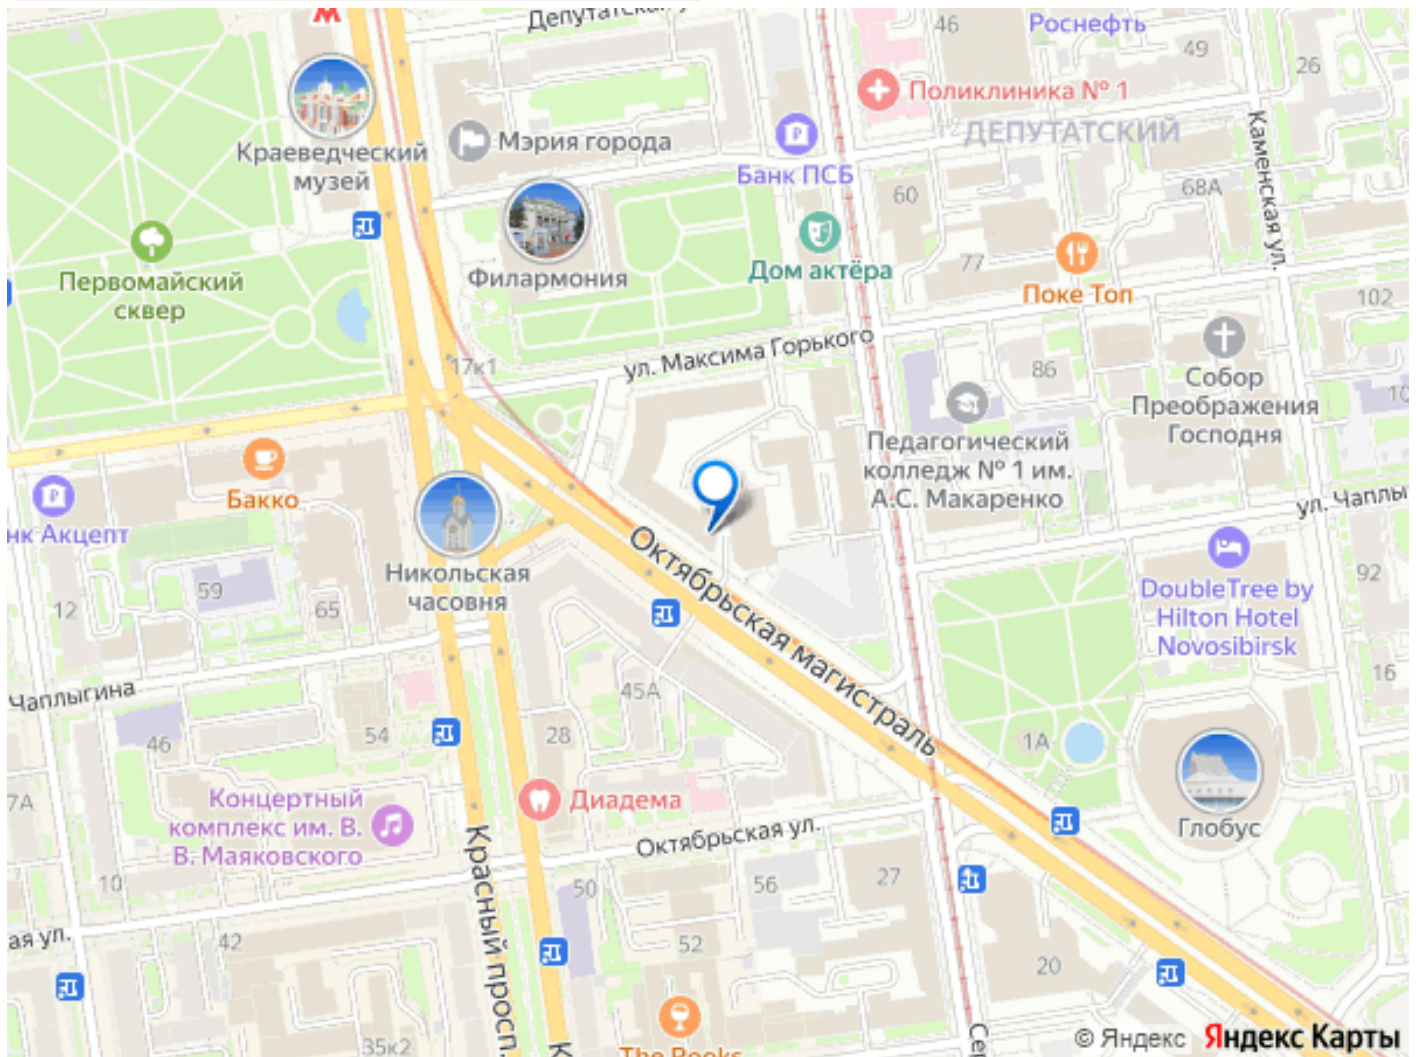 Депутатская у
46
Роснефть
49
26
Поликлиника № 1
ДЕПУТАТСКИЙ
Каменская ул.
Краеведческий
музей
Мэрия города
Банк ПСБ
60
68А
Филармония
Дом актёра
77
Поке Топ
102
Первомайский
сквер
17к1
ул. Максима Горького
86
Собор
Преображения
Господня
10
Педагогический
колледж № 1 им.
А.С. Макаренко
Бакко
нк Акцепт
ул. Чаплы
Никольская
часовня
59
12
65
Октябрьская магистраль
DoubleTree by
Hilton Hotel
Novosibirsk
92
16
Чаплыгина
45А
46
54
28
1А
7А
Концертный
комплекс им. В.
В. Маяковского
Диадема
Глобус
Октябрьская ул.
Красный просп.
10
50
56
27
ая ул.
42
52
20
35к2
The Rooks
К
Сер
© Яндекс Яндекс Карты